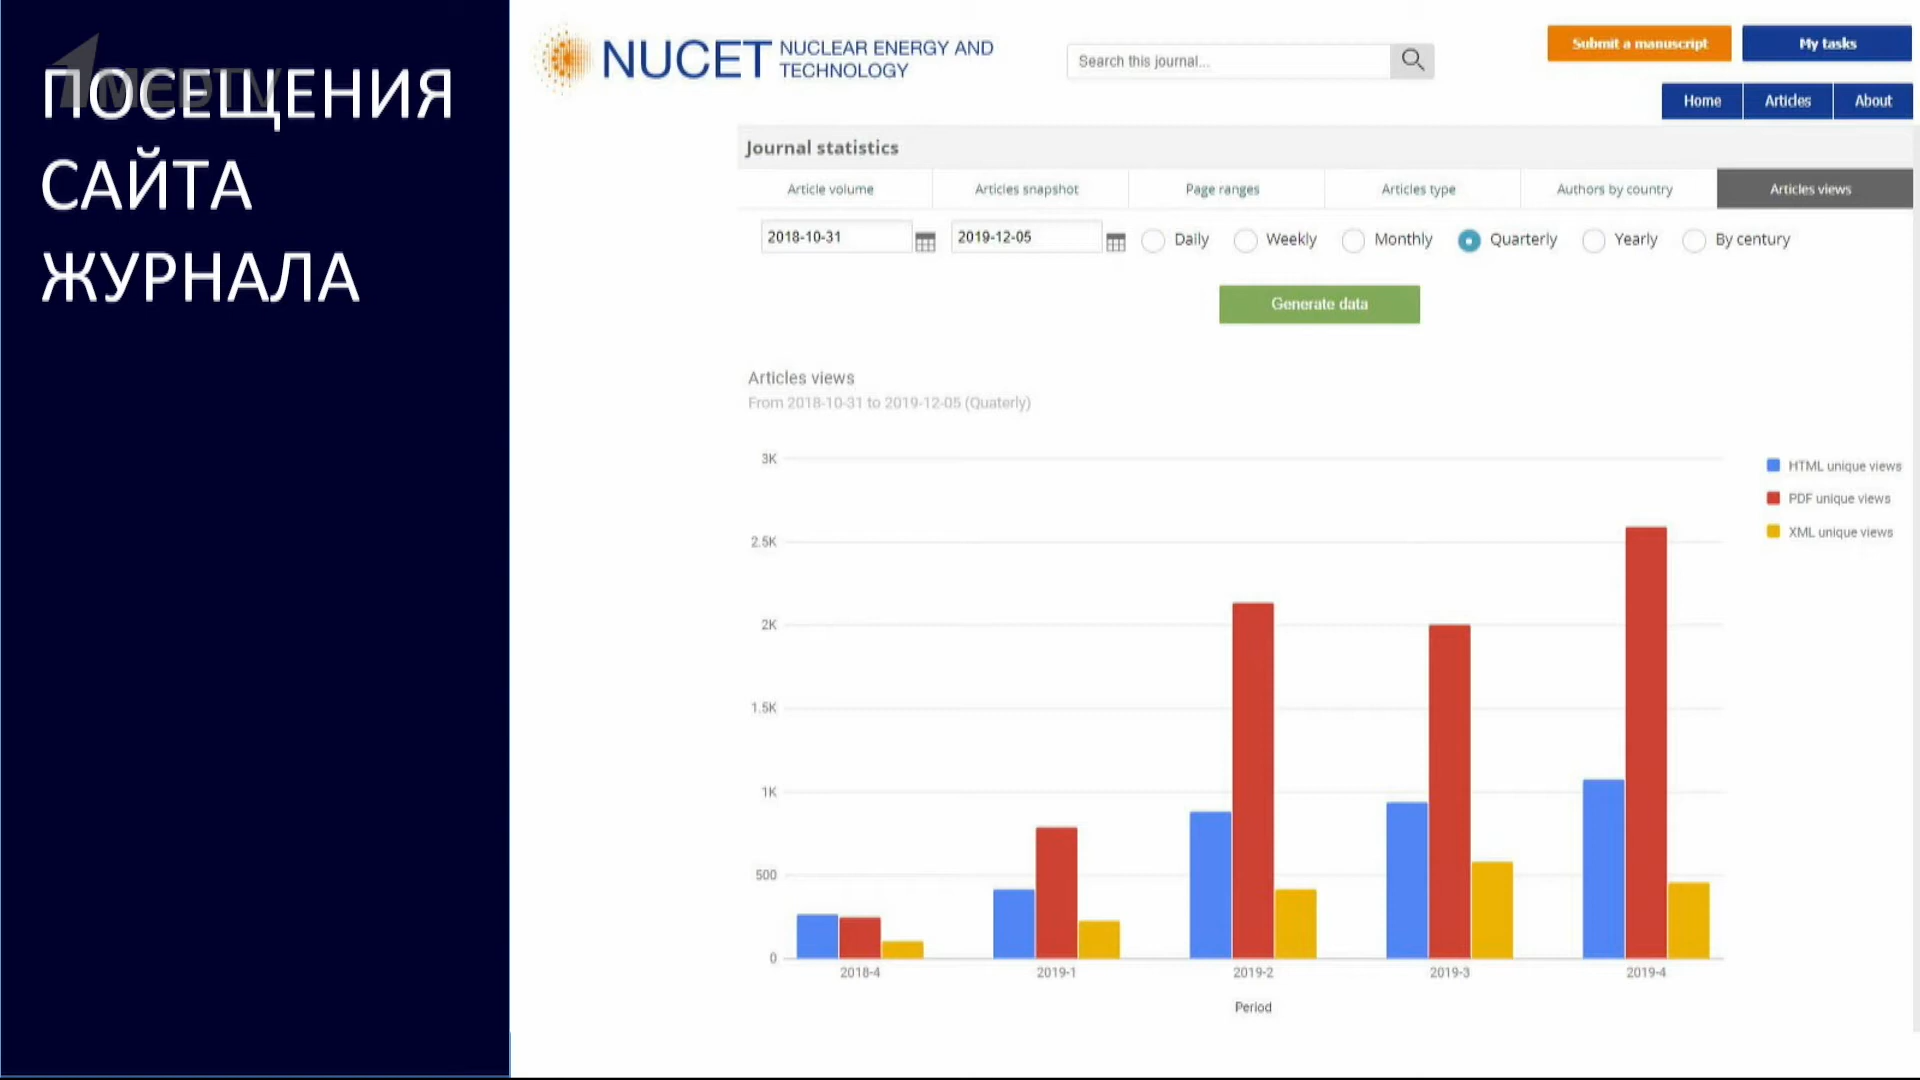 1MEDTV
ПОСЕЩЕНИЯ
САЙТА
ЖУРНАЛА
NUCET NUCLEAR ENERGY AND
TECHNOLOGY
Search this journal...
Submit a manuscript
My tasks
Home
Articles
About
Journal statistics
Article volume
Articles snapshot
Page ranges
Articles type
Authors by country
Articles views
2018-10-31
2019-12-05
Daily
Weekly
Monthly
Quarterly
Yearly
By century
Generate data
Articles views
From 2018-10-31 to 2019-12-05 (Quaterly)
3K
2.5K
2K
1.5K
1K
500
0
HTML unique views
PDF unique views
XML unique views
2018-4
2019-1
2019-2
2019-3
2019-4
Period